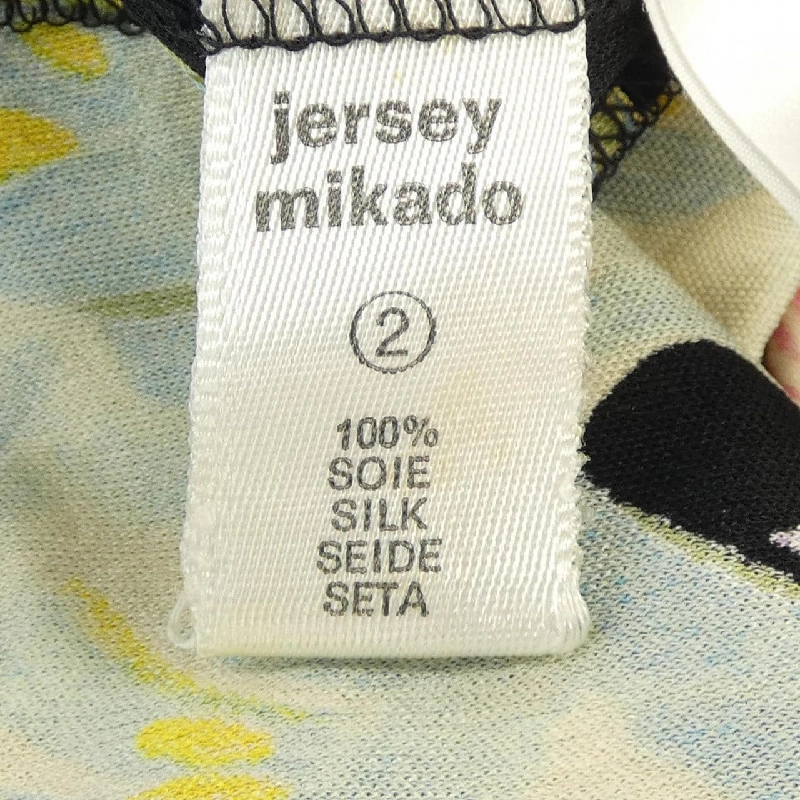 jersey
mikado
2
100%
SOIE
SILK
SEIDE
SETA